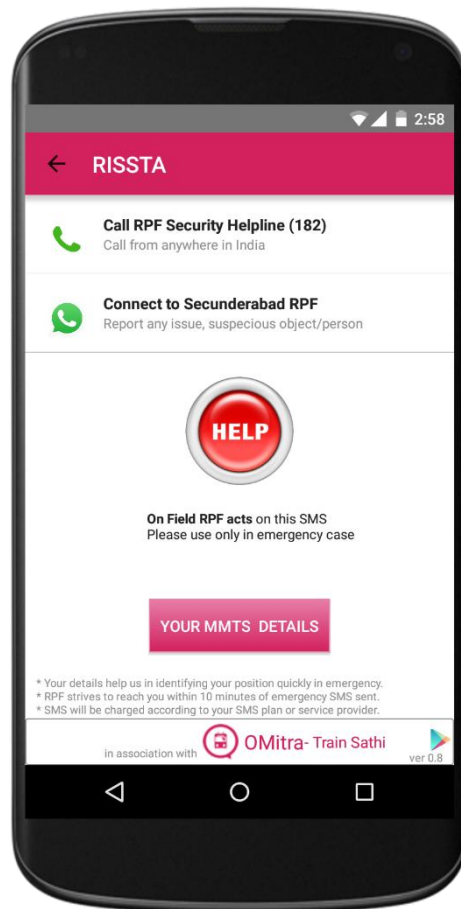 2:58
RISSTA
Call RPF Security Helpline (182)
Call from anywhere in India
Connect to Secunderabad RPF
Report any issue, suspecious object/person
HELP
On Field RPF acts on this SMS
Please use only in emergency case
YOUR MMTS DETAILS
* Your details help us in identifying your position quickly in emergency.
* RPF strives to reach you within 10 minutes of emergency SMS sent.
* SMS will be charged according to your SMS plan or service provider.
in association with OMitra- Train Sathi
ver 0.8